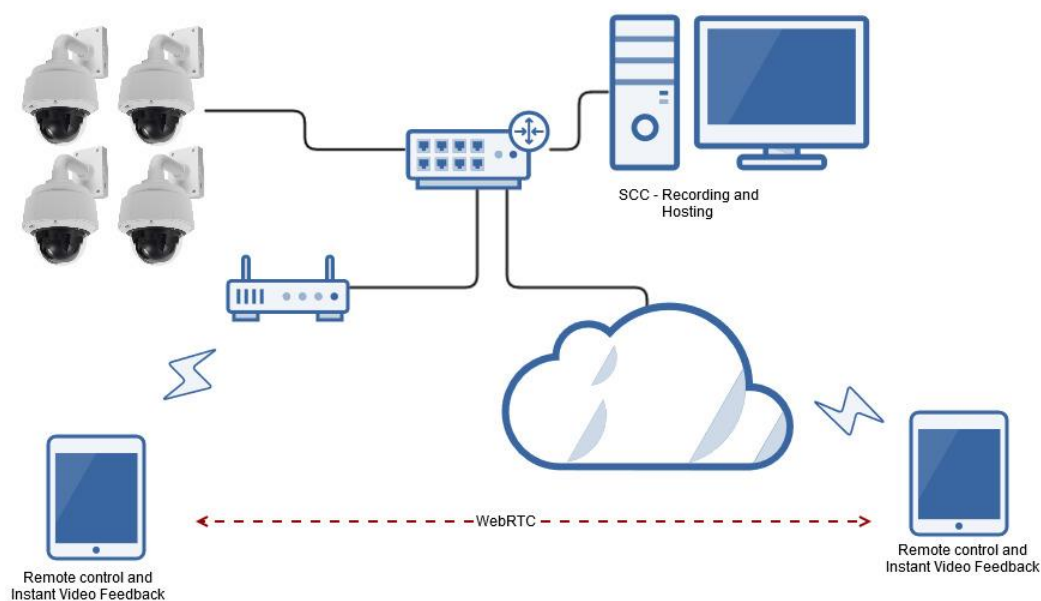 SCC - Recording and
Hosting
WebRTC
Remote control and
Instant Video Feedback
Remote control and
Instant Video Feedback